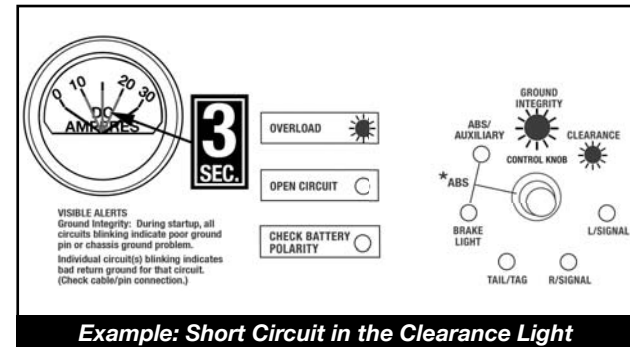 0 10 20 30
DC
AMPERES
3
SEC.
VISIBLE ALERTS
Ground Integrity: During startup, all
circuits blinking indicate poor ground
pin or chassis ground problem.
Individual circuit(s) blinking indicates
bad return ground for that circuit.
(Check cable/pin connection.)
OVERLOAD
OPEN CIRCUIT
CHECK BATTERY
POLARITY
GROUND
INTEGRITY
ABS/
AUXILIARY
CLEARANCE
CONTROL KNOB
*ABS
BRAKE
LIGHT
L/SIGNAL
TAIL/TAG
R/SIGNAL
Example: Short Circuit in the Clearance Light